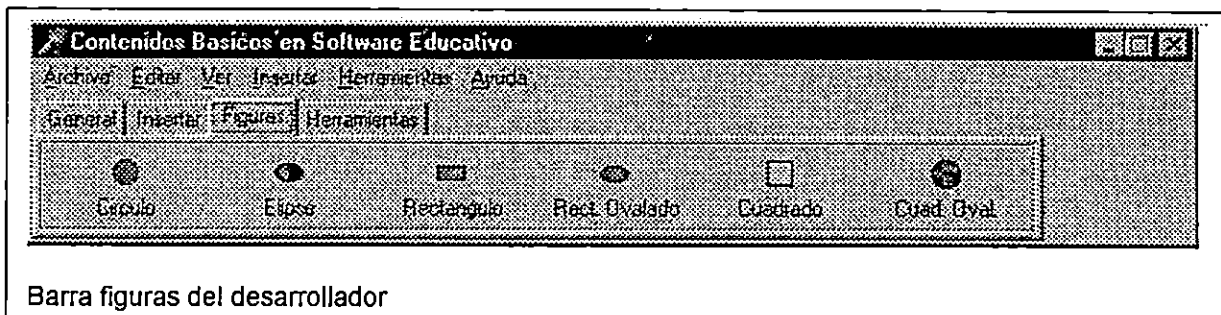 Contenidos Basicos en Software Educativo
Archivo Editar Ver Insertar Herramientas Ayuda
General Insertar Figuras Herramientas
Circulo Elipse Rectangulo Rect. Ovalado Cuadrado Cuad. Oval.
Barra figuras del desarrollador